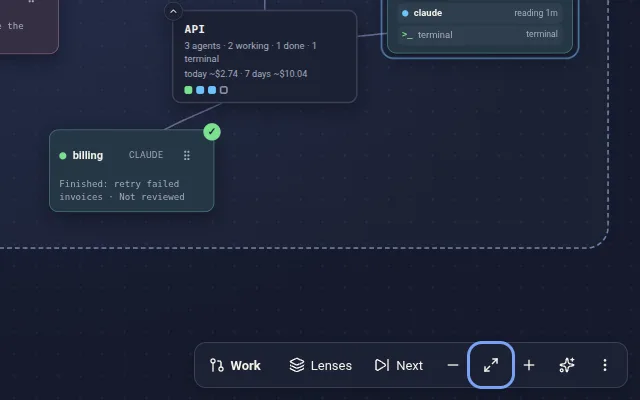 e the
API
3 agents · 2 working · 1 done · 1
terminal
today ~$2.74 · 7 days ~$10.04
claude reading 1m
>_ terminal terminal
billing CLAUDE
Finished: retry failed
invoices · Not reviewed
Work Lenses Next